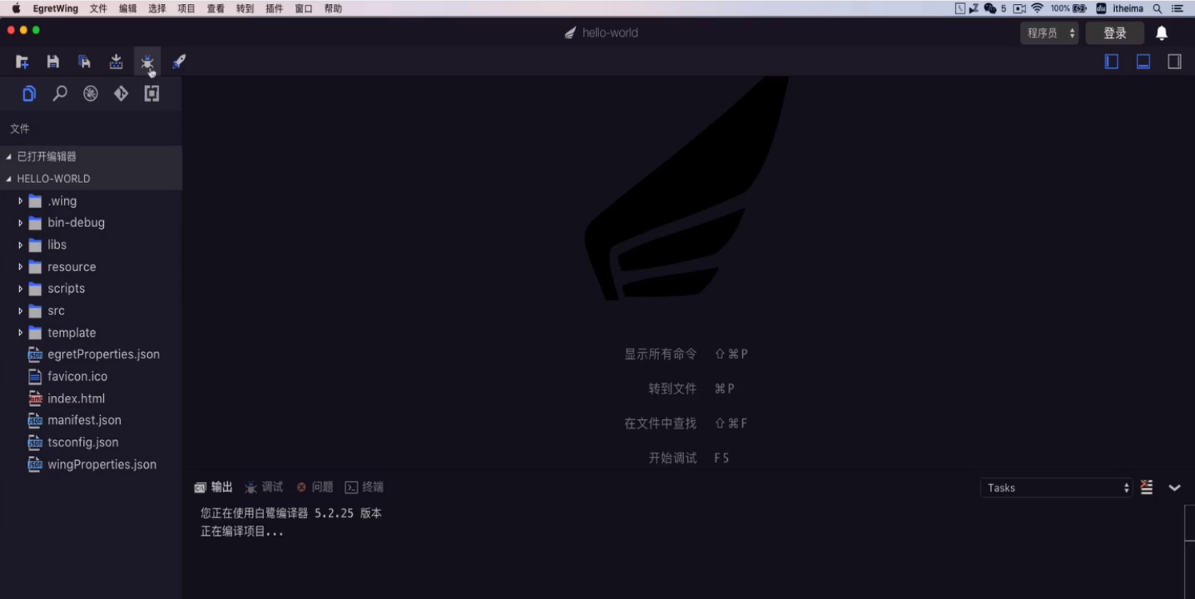 EgretWing 文件 编辑 选择 项目 查看 转到 插件 窗口 帮助 5 100% itheima
hello-world 程序员 登录
文件
已打开编辑器
HELLO-WORLD
.wing
bin-debug
libs
resource
scripts
src
template
egretProperties.json
favicon.ico
index.html
manifest.json
tsconfig.json
wingProperties.json
显示所有命令 ⇧⌘P
转到文件 ⌘P
在文件中查找 ⇧⌘F
开始调试 F5
输出 调试 问题 终端 Tasks
您正在使用白鹭编译器 5.2.25 版本
正在编译项目...